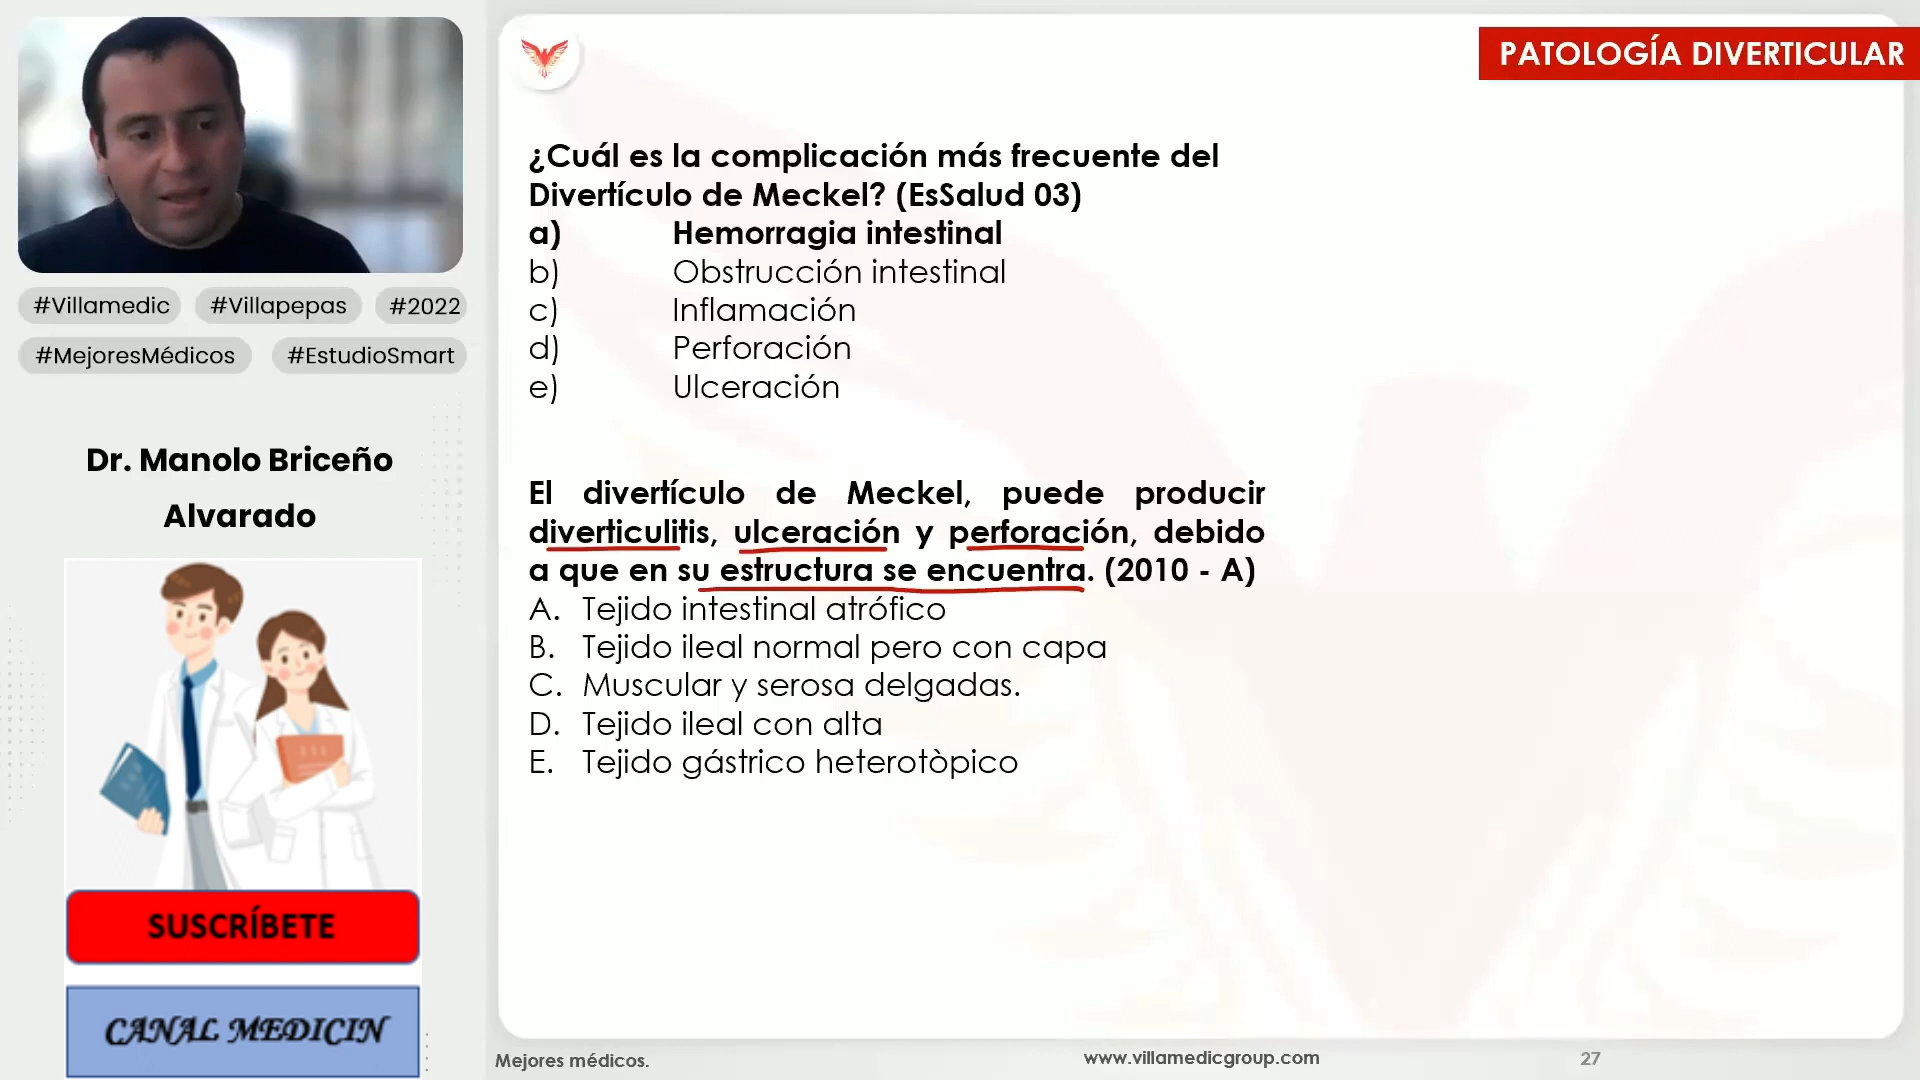 PATOLOGÍA DIVERTICULAR
¿Cuál es la complicación más frecuente del
Divertículo de Meckel? (EsSalud 03)
a) Hemorragia intestinal
b) Obstrucción intestinal
c) Inflamación
d) Perforación
e) Ulceración
El divertículo de Meckel, puede producir
diverticulitis, ulceración y perforación, debido
a que en su estructura se encuentra. (2010 - A)
A. Tejido intestinal atrófico
B. Tejido ileal normal pero con capa
C. Muscular y serosa delgadas.
D. Tejido ileal con alta
E. Tejido gástrico heterotòpico
#Villamedic #Villapepas #2022
#MejoresMédicos #EstudioSmart
Dr. Manolo Briceño
Alvarado
SUSCRÍBETE
CANAL MEDICIN
Mejores médicos.
www.villamedicgroup.com
27